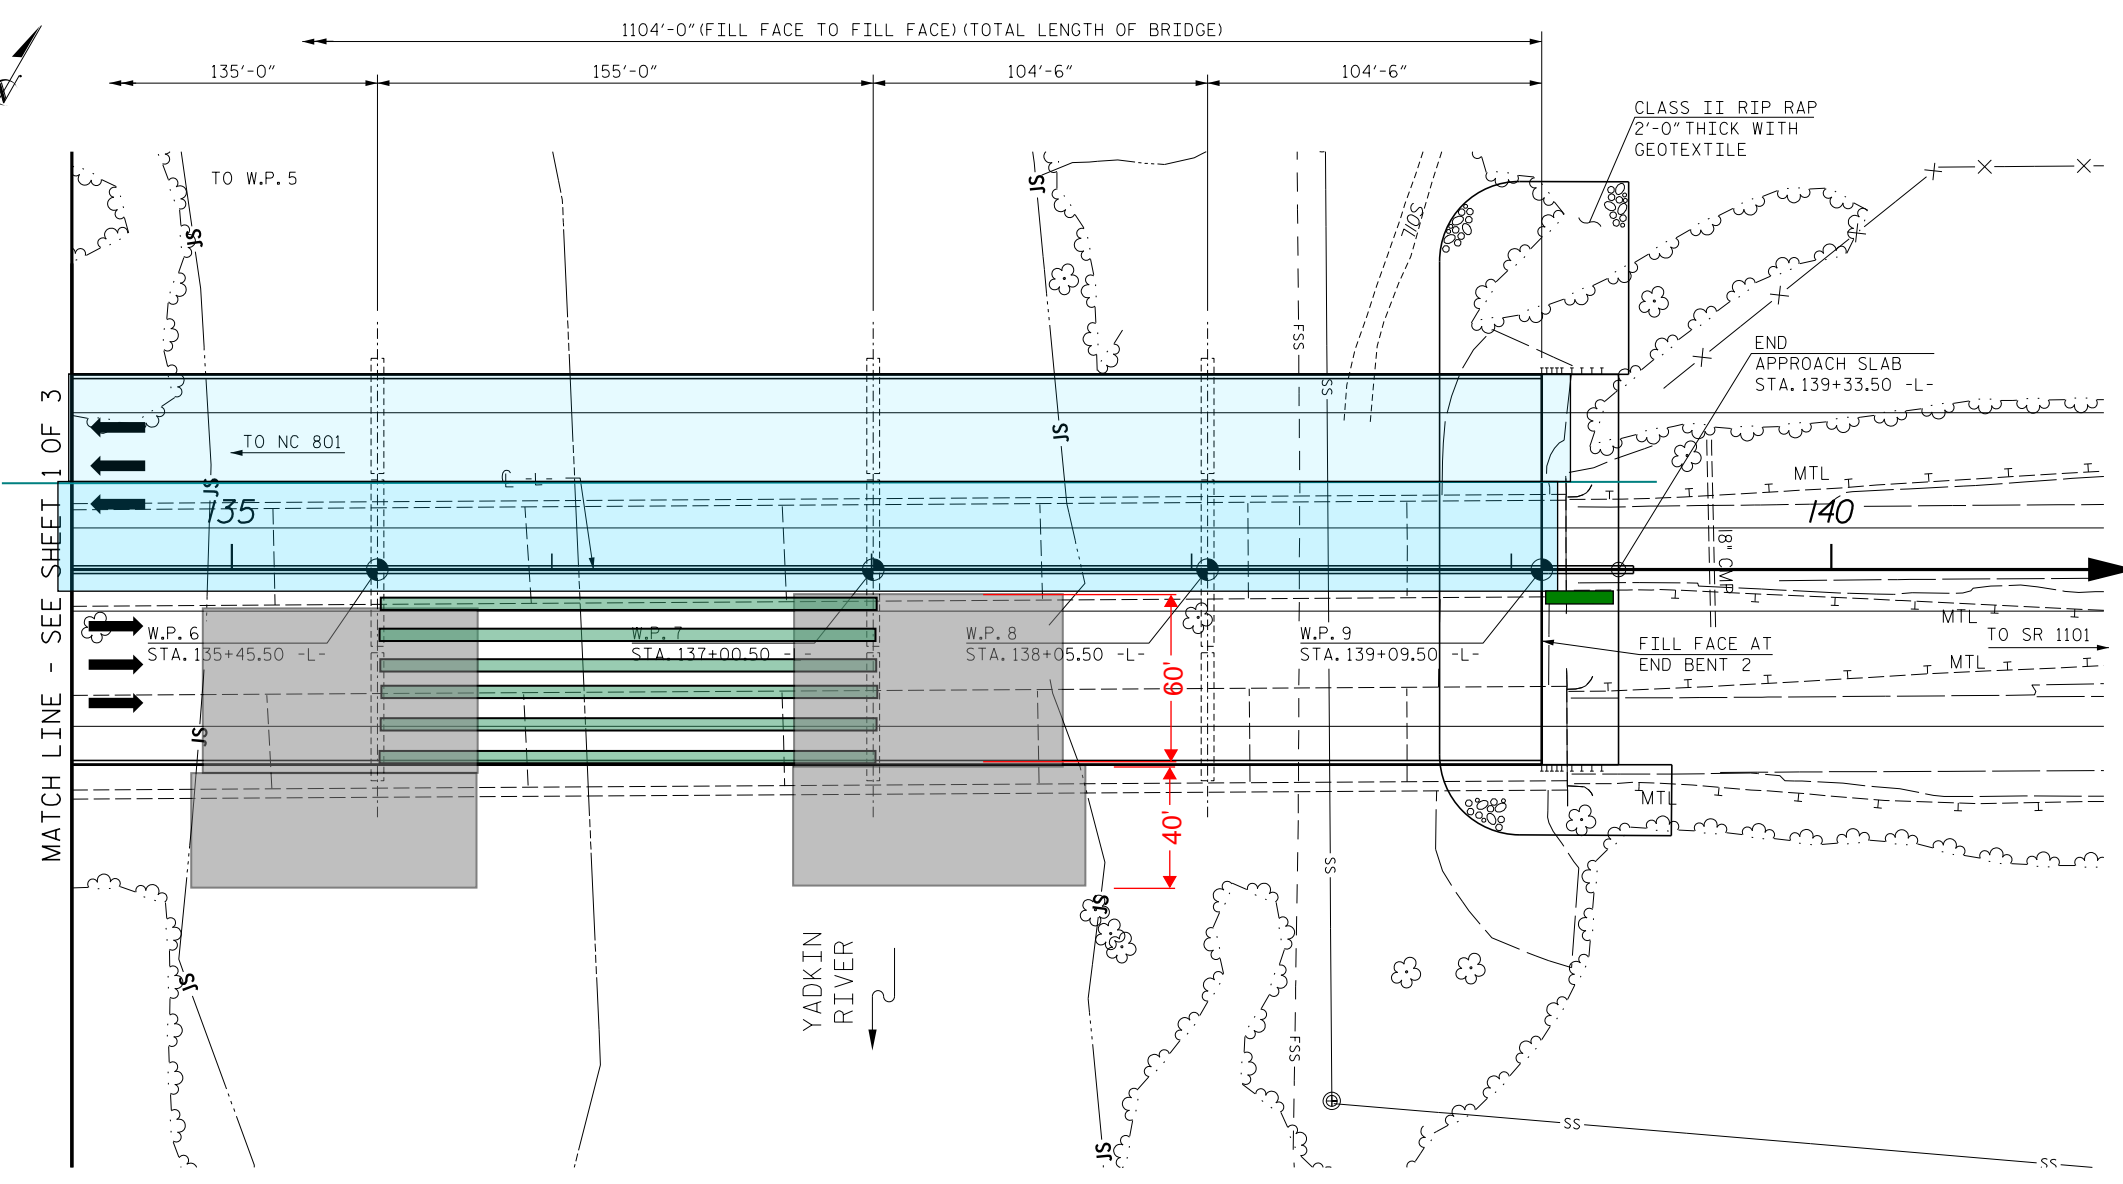 1104'-0" (FILL FACE TO FILL FACE) (TOTAL LENGTH OF BRIDGE)
135'-0"
155'-0"
104'-6"
104'-6"
CLASS II RIP RAP
2'-0" THICK WITH
GEOTEXTILE
TO W.P. 5
JS
JS
SOIL
FSS
SS
END
APPROACH SLAB
STA. 139+33.50 -L-
MATCH LINE - SEE SHEET 1 OF 3
TO NC 801
JS
℄ -L-
JS
135
MTL
140
18" CMP
W.P. 6
STA. 135+45.50 -L-
W.P. 7
STA. 137+00.50 -L-
W.P. 8
STA. 138+05.50 -L-
W.P. 9
STA. 139+09.50 -L-
MTL
TO SR 1101
FILL FACE AT
END BENT 2
MTL
60'
JS
MTL
40'
SS
JS
YADKIN
RIVER
JS
FSS
JS
SS
SS